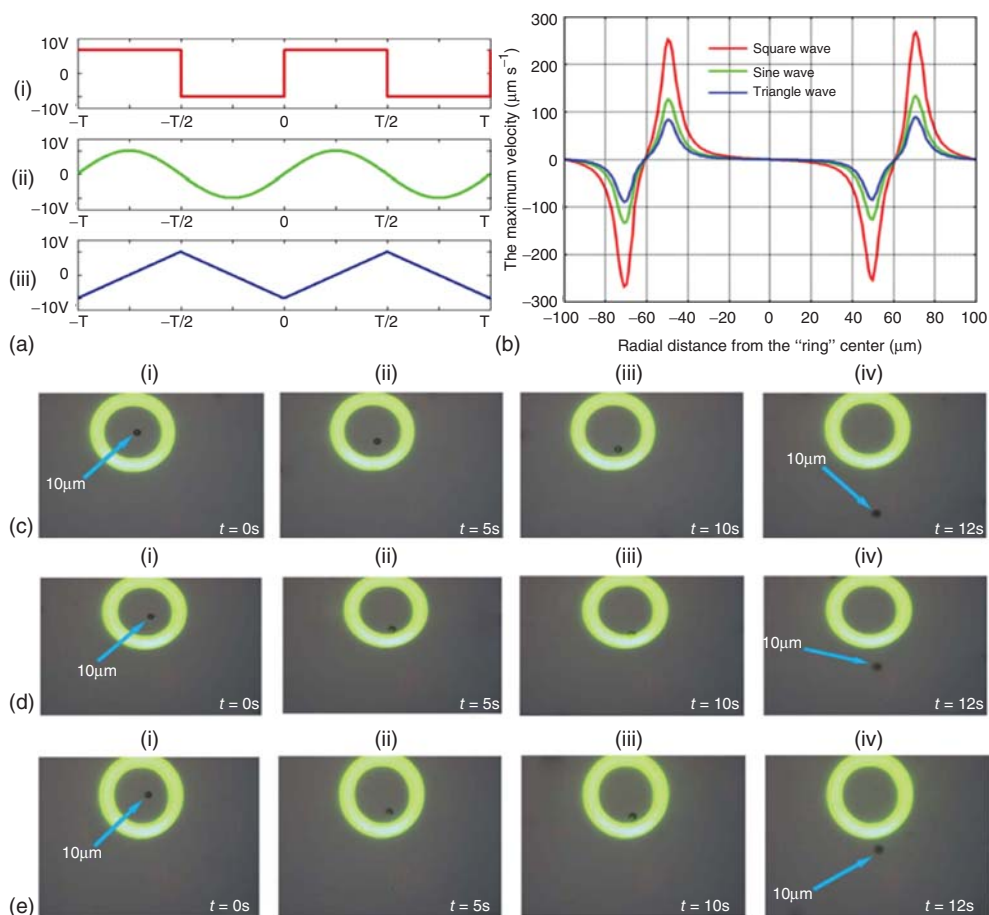 10V
0
−10V
(i)
−T −T/2 0 T/2 T
10V
0
−10V
(ii)
−T −T/2 0 T/2 T
10V
0
−10V
(iii)
−T −T/2 0 T/2 T
(a)
The maximum velocity (μm s⁻¹)
300
200
100
0
−100
−200
−300
Square wave
Sine wave
Triangle wave
−100 −80 −60 −40 −20 0 20 40 60 80 100
(b) Radial distance from the "ring" center (μm)
(i) (ii) (iii) (iv)
10μm
10μm
(c) t = 0s t = 5s t = 10s t = 12s
(i) (ii) (iii) (iv)
10μm
10μm
(d) t = 0s t = 5s t = 10s t = 12s
(i) (ii) (iii) (iv)
10μm
10μm
(e) t = 0s t = 5s t = 10s t = 12s